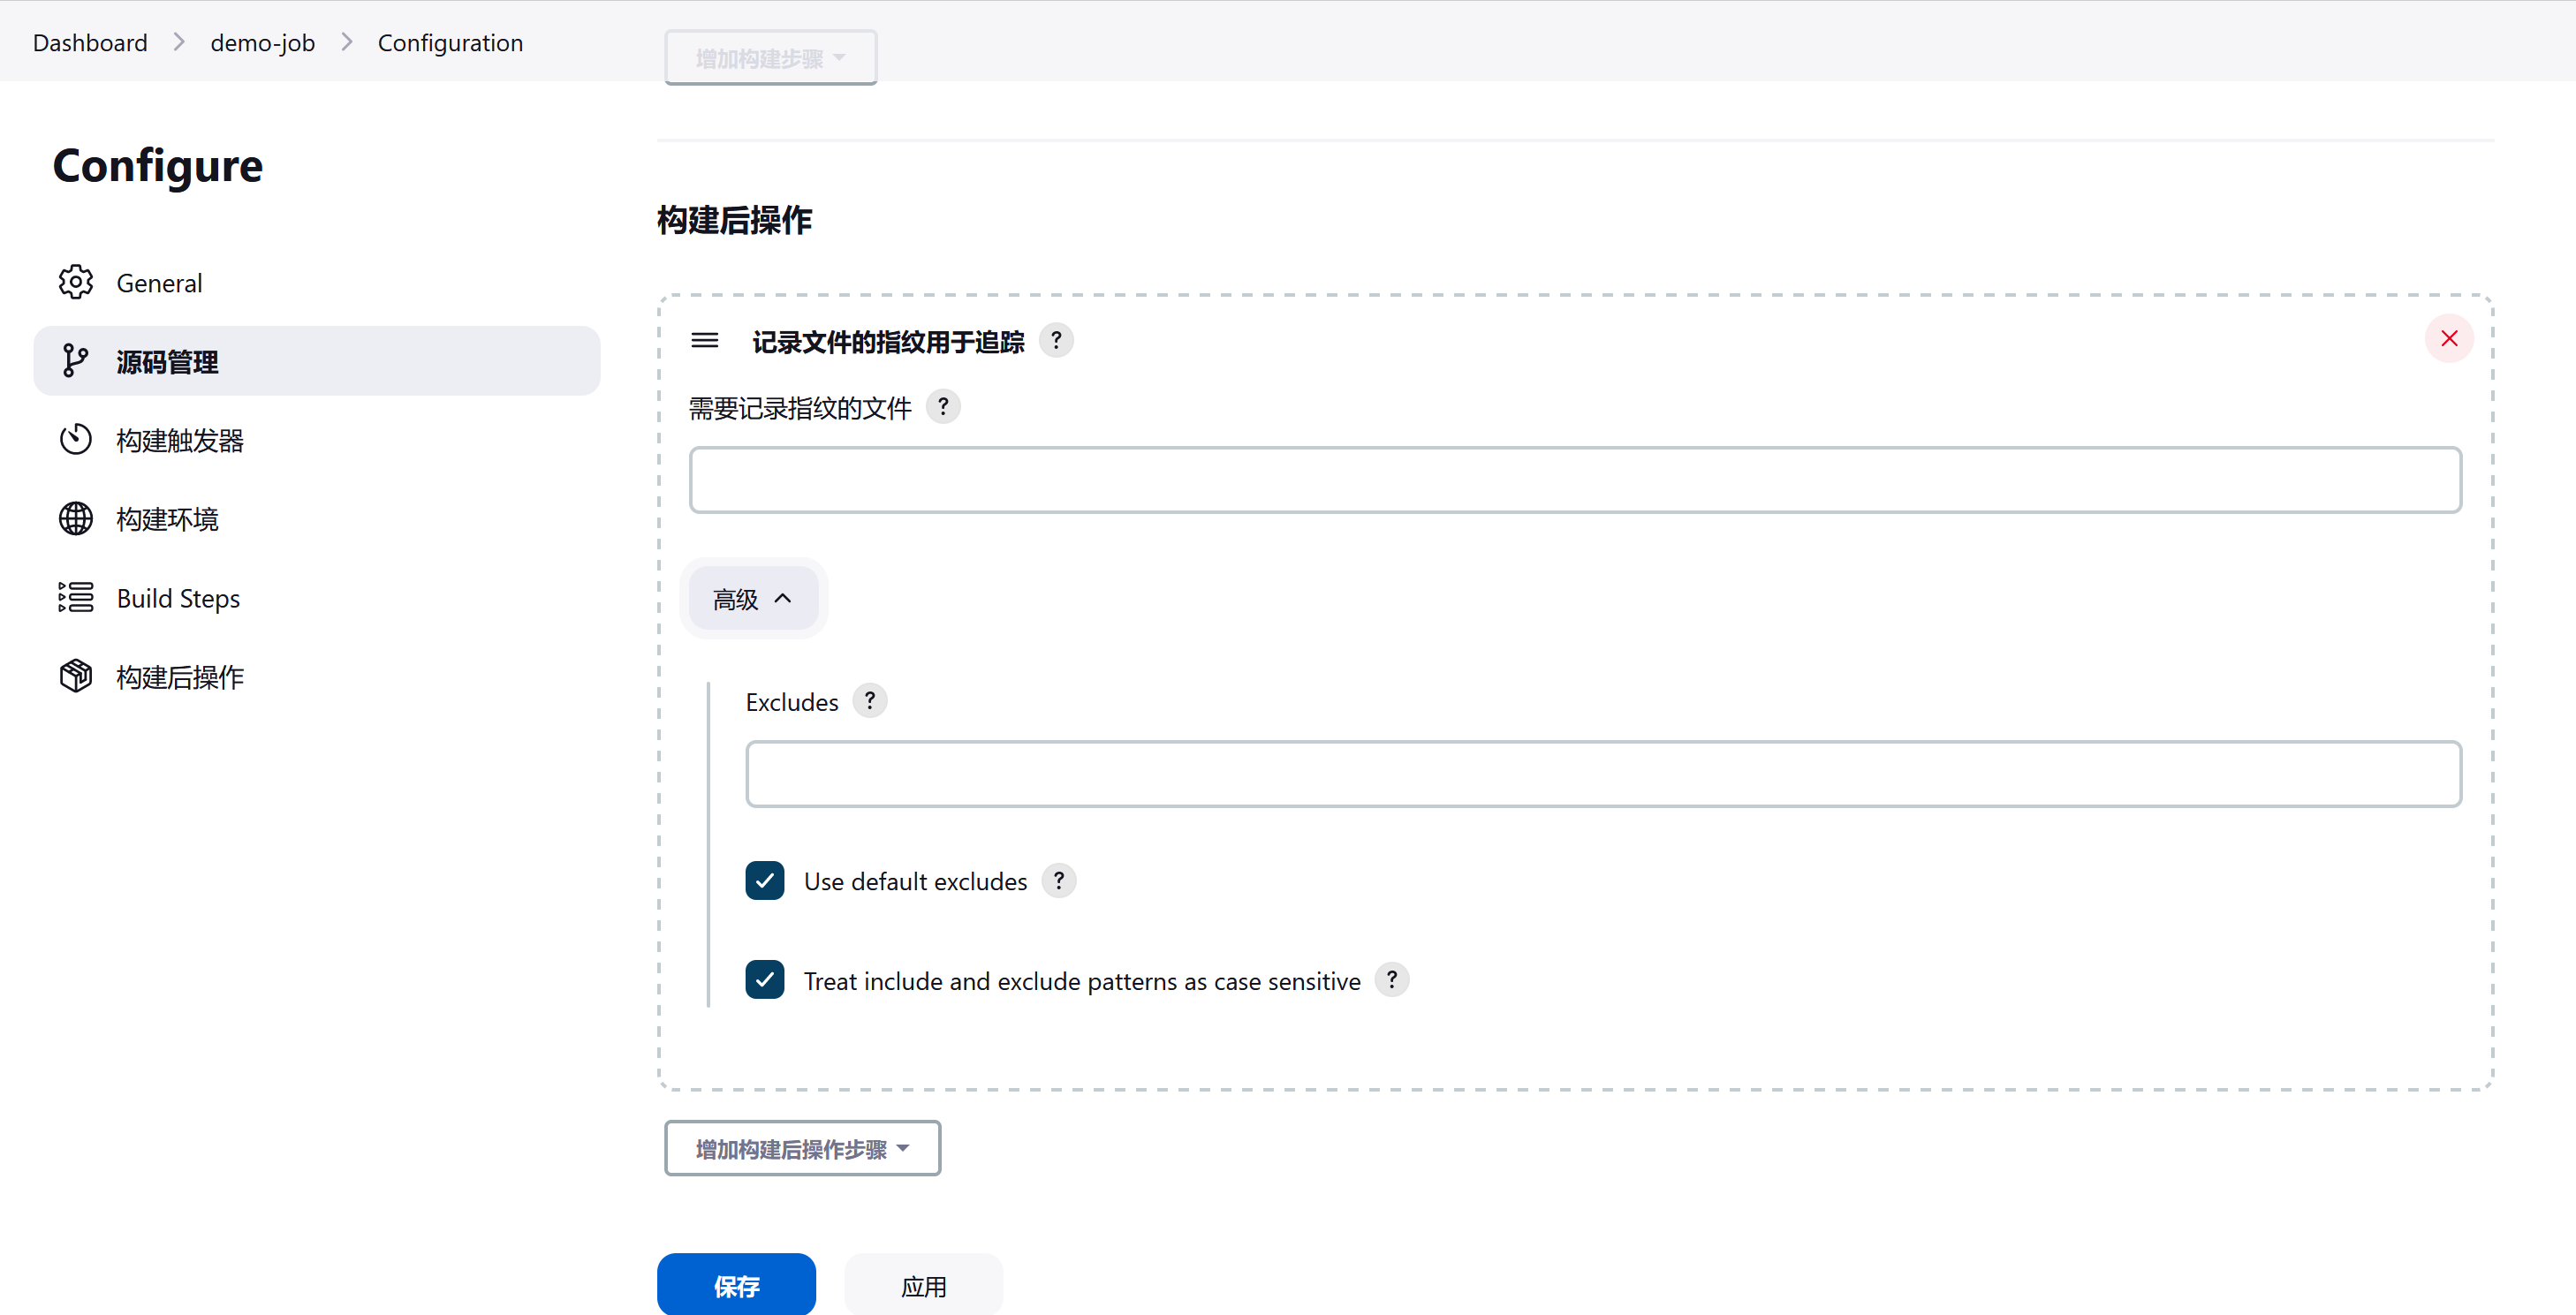 Dashboard > demo-job > Configuration
增加构建步骤
Configure
General
源码管理
构建触发器
构建环境
Build Steps
构建后操作
构建后操作
记录文件的指纹用于追踪 ?
需要记录指纹的文件 ?
高级
Excludes ?
Use default excludes ?
Treat include and exclude patterns as case sensitive ?
增加构建后操作步骤
保存
应用